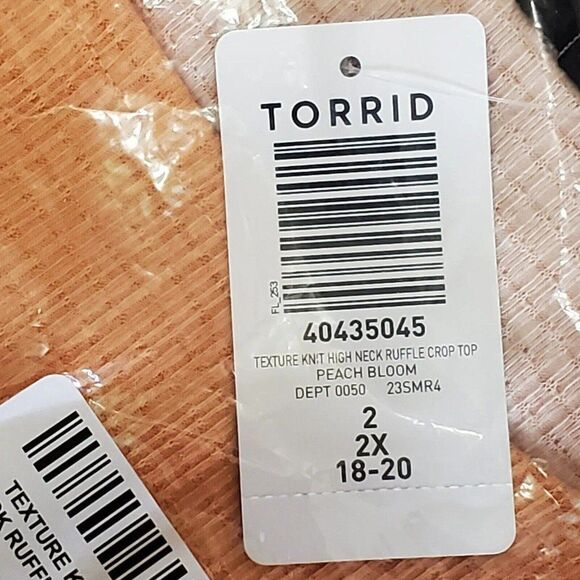 TORRID
FL_253
40435045
TEXTURE KNIT HIGH NECK RUFFLE CROP TOP
PEACH BLOOM
DEPT 0050 23SMR4
2
2X
18-20
TEXTURE K
RUFFL